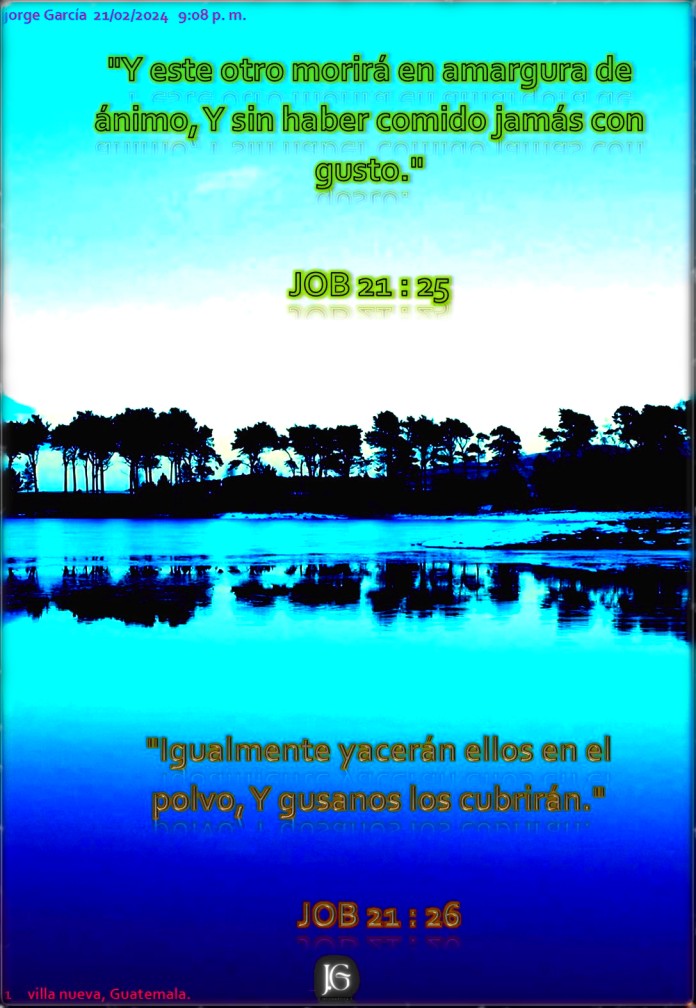 jorge García  21/02/2024   9:08 p. m.
"Y este otro morirá en amargura de
ánimo, Y sin haber comido jamás con
gusto."
JOB 21 : 25
"Igualmente yacerán ellos en el
polvo, Y gusanos los cubrirán."
JOB 21 : 26
JG
1    villa nueva, Guatemala.